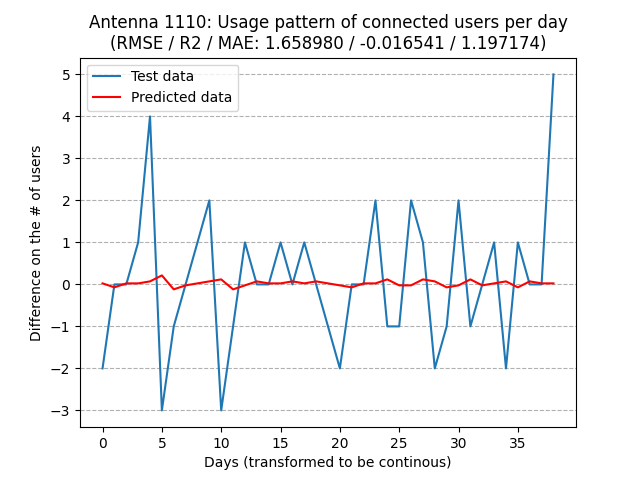 Antenna 1110: Usage pattern of connected users per day
(RMSE / R2 / MAE: 1.658980 / -0.016541 / 1.197174)
Test data
Predicted data
Difference on the # of users
5
4
3
2
1
0
−1
−2
−3
0 5 10 15 20 25 30 35
Days (transformed to be continous)